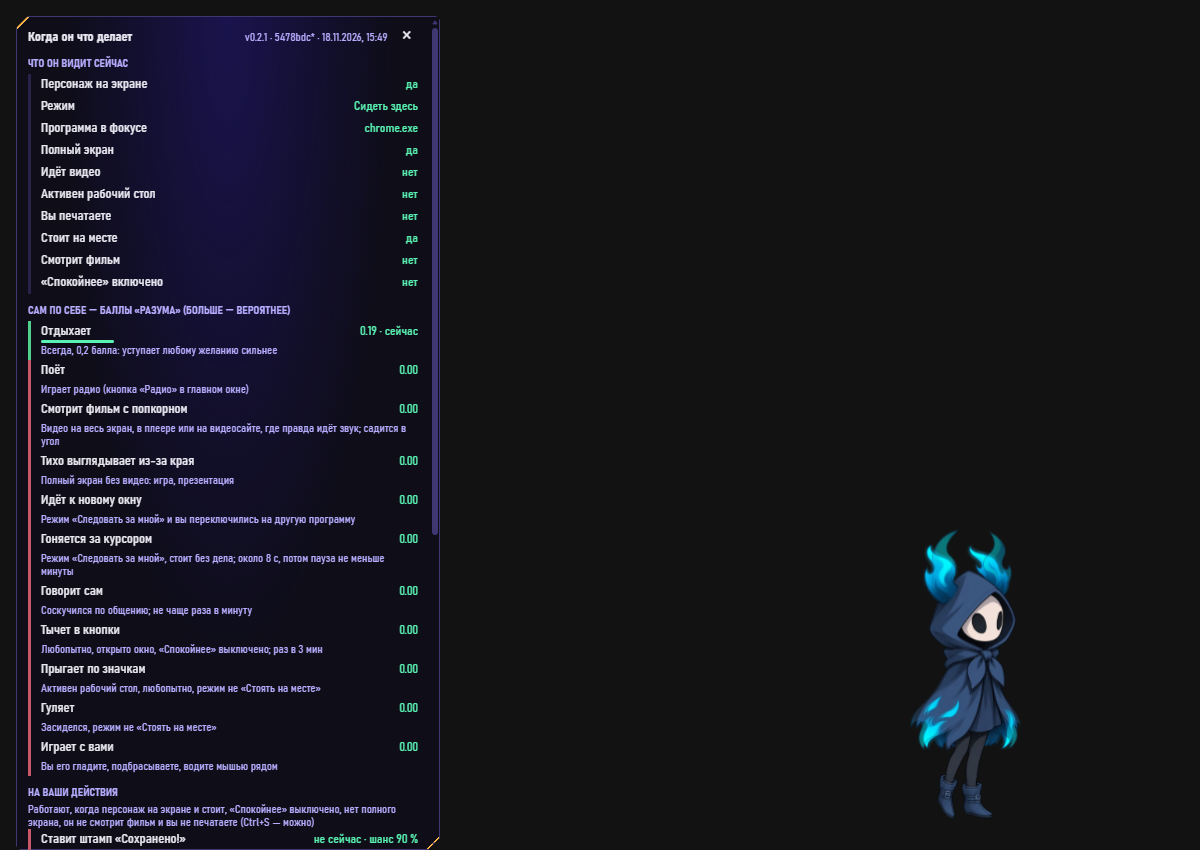 Когда он что делает
v0.2.1 · 5478bdc* · 18.11.2026, 15:49
×
ЧТО ОН ВИДИТ СЕЙЧАС
Персонаж на экране да
Режим Сидеть здесь
Программа в фокусе chrome.exe
Полный экран да
Идёт видео нет
Активен рабочий стол нет
Вы печатаете нет
Стоит на месте да
Смотрит фильм нет
«Спокойнее» включено нет
САМ ПО СЕБЕ — БАЛЛЫ «РАЗУМА» (БОЛЬШЕ — ВЕРОЯТНЕЕ)
Отдыхает 0.19 · сейчас
Всегда, 0,2 балла: уступает любому желанию сильнее
Поёт 0.00
Играет радио (кнопка «Радио» в главном окне)
Смотрит фильм с попкорном 0.00
Видео на весь экран, в плеере или на видеосайте, где правда идёт звук; садится в
угол
Тихо выглядывает из-за края 0.00
Полный экран без видео: игра, презентация
Идёт к новому окну 0.00
Режим «Следовать за мной» и вы переключились на другую программу
Гоняется за курсором 0.00
Режим «Следовать за мной», стоит без дела; около 8 с, потом пауза не меньше
минуты
Говорит сам 0.00
Соскучился по общению; не чаще раза в минуту
Тычет в кнопки 0.00
Любопытно, открыто окно, «Спокойнее» выключено; раз в 3 мин
Прыгает по значкам 0.00
Активен рабочий стол, любопытно, режим не «Стоять на месте»
Гуляет 0.00
Засиделся, режим не «Стоять на месте»
Играет с вами 0.00
Вы его гладите, подбрасываете, водите мышью рядом
НА ВАШИ ДЕЙСТВИЯ
Работают, когда персонаж на экране и стоит, «Спокойнее» выключено, нет полного
экрана, он не смотрит фильм и вы не печатаете (Ctrl+S — можно)
Ставит штамп «Сохранено!» не сейчас · шанс 90 %